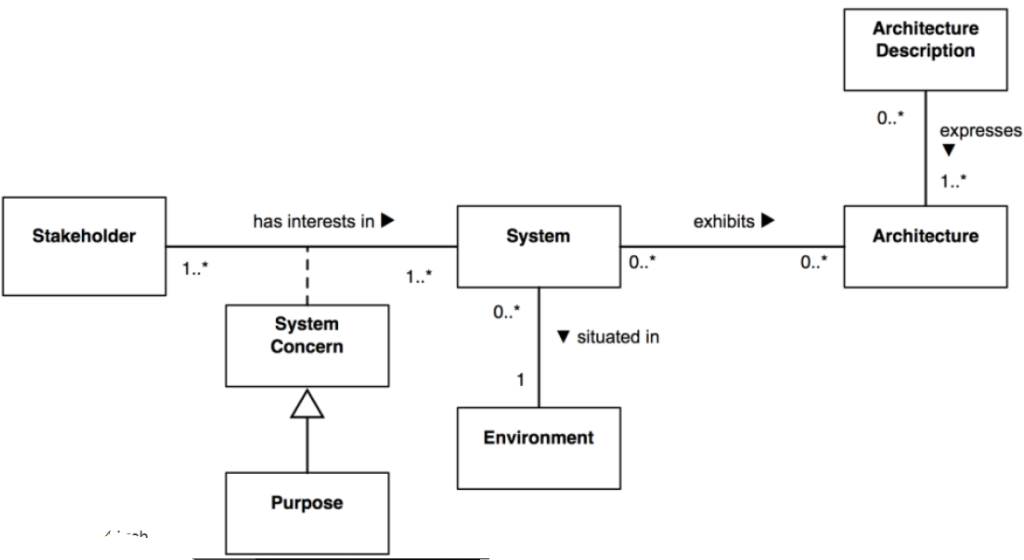 Architecture
Description
0..*
expresses
▼
1..*
Stakeholder
has interests in ▶
System
exhibits ▶
Architecture
1..*
1..*
0..*
0..*
System
Concern
0..*
▼ situated in
1
Environment
Purpose